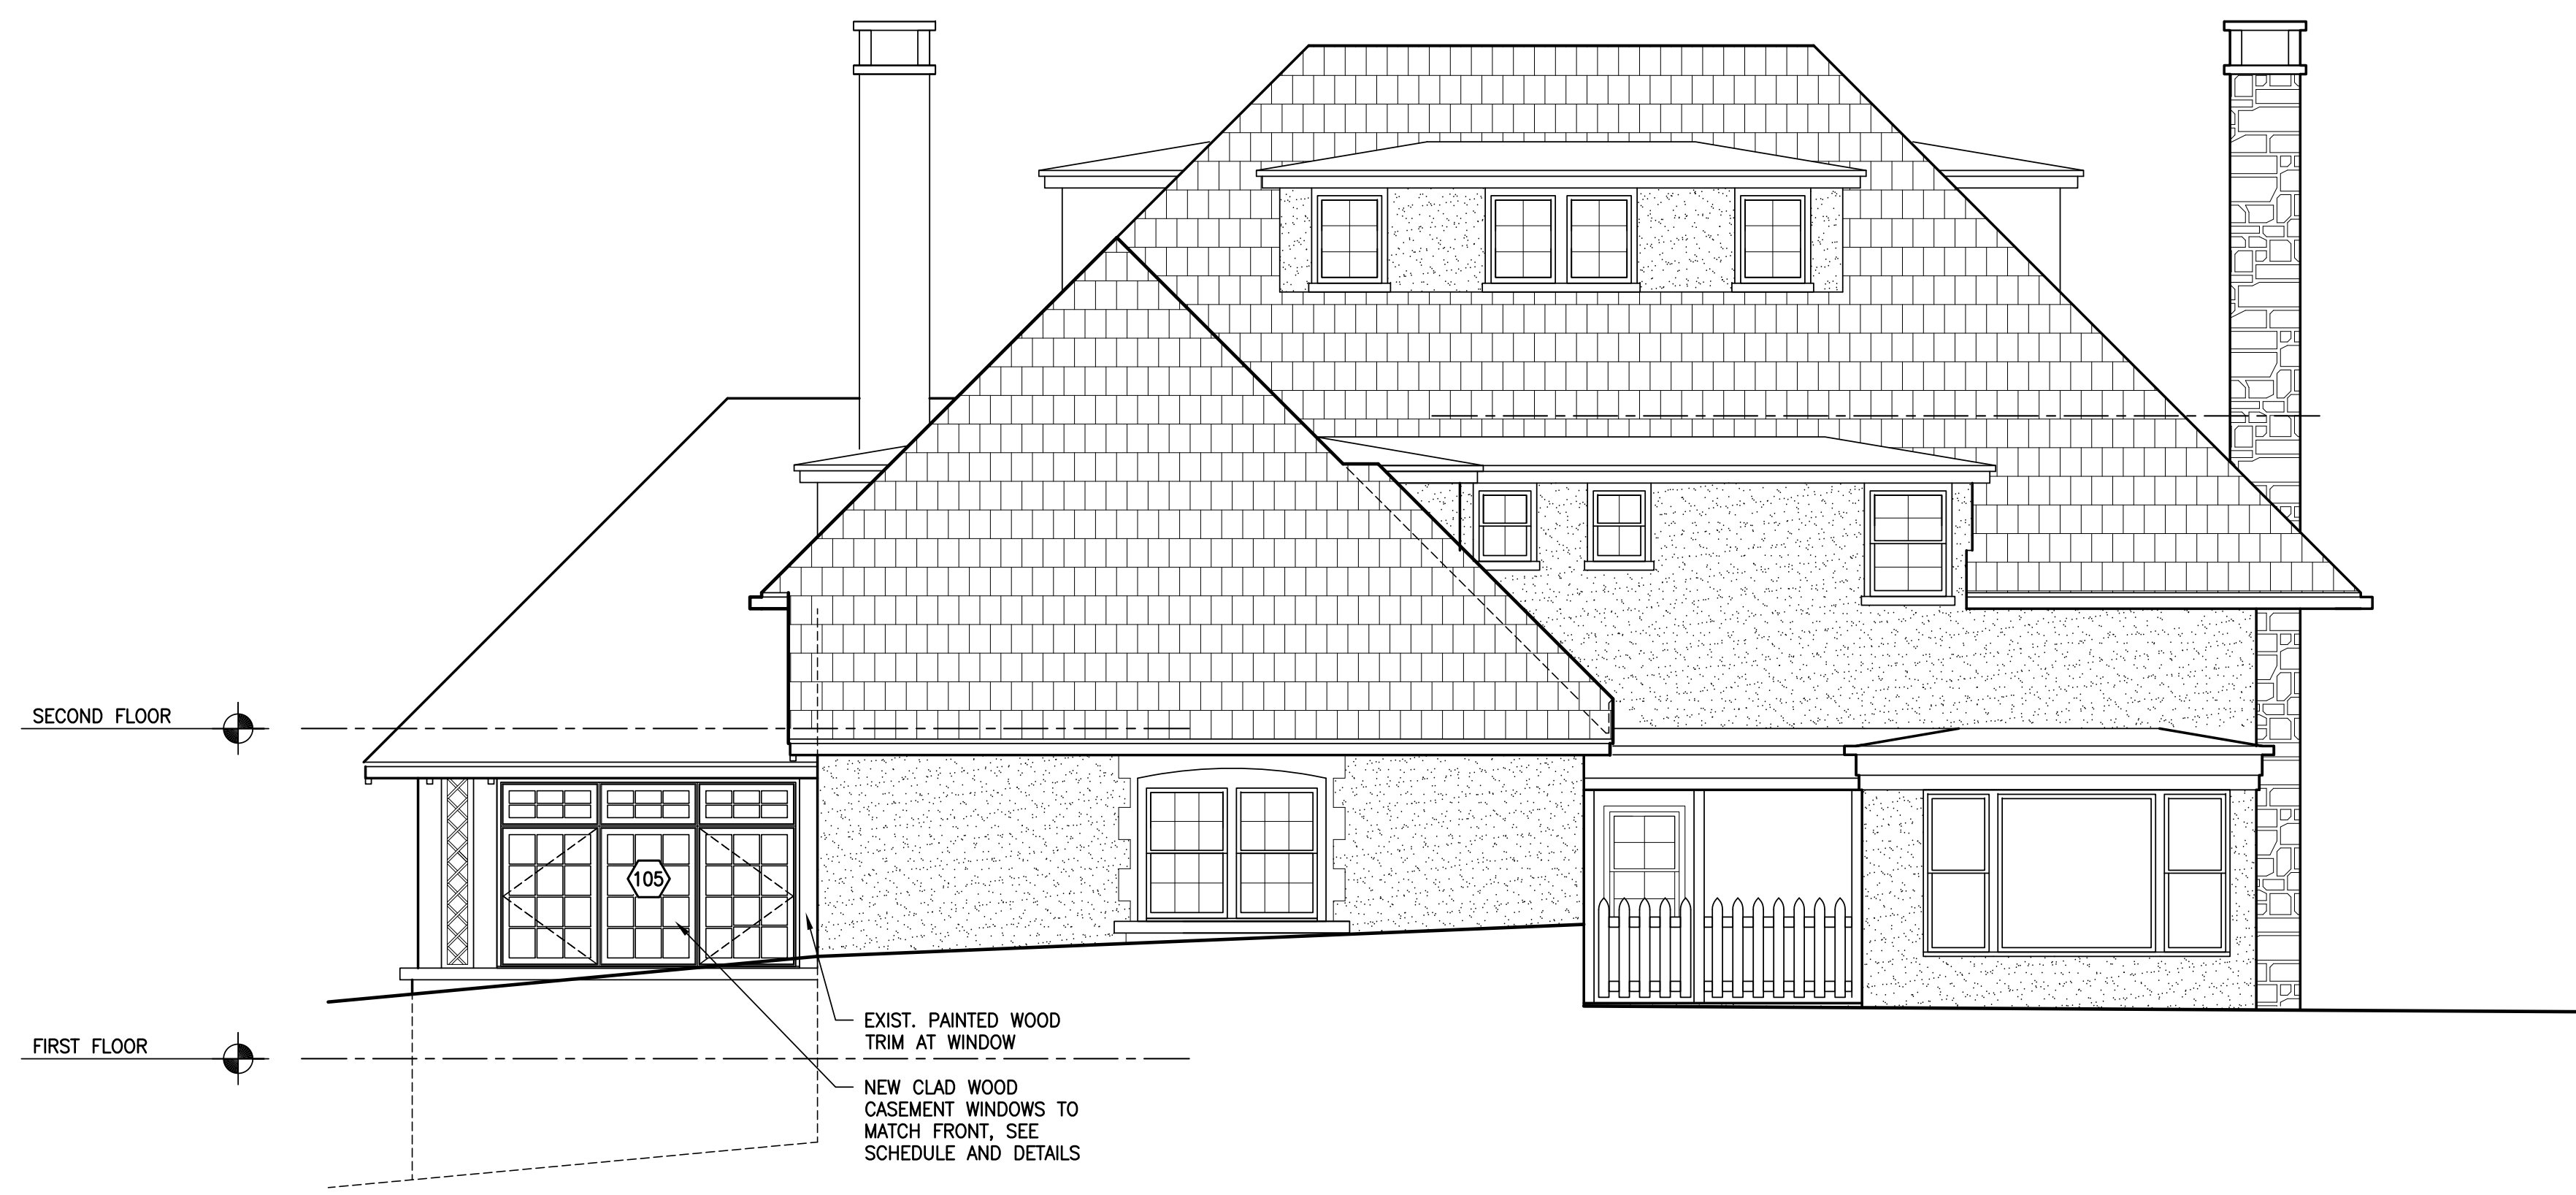 SECOND FLOOR
105
EXIST. PAINTED WOOD
TRIM AT WINDOW
FIRST FLOOR
NEW CLAD WOOD
CASEMENT WINDOWS TO
MATCH FRONT, SEE
SCHEDULE AND DETAILS